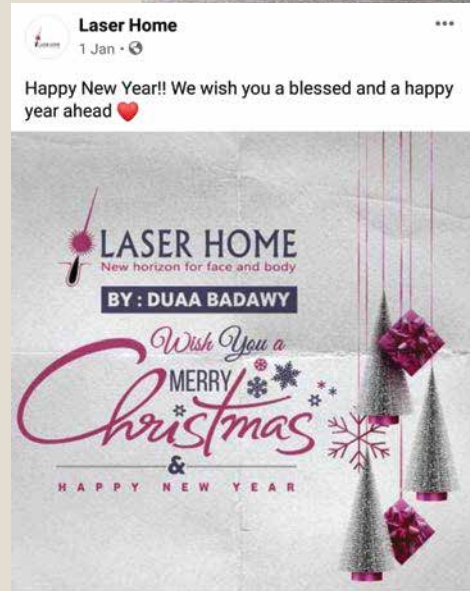 Laser Home
1 Jan
Happy New Year!! We wish you a blessed and a happy
year ahead ❤️
LASER HOME
New horizon for face and body
BY : DUAA BADAWY
Wish You a
MERRY
Christmas
&
HAPPY NEW YEAR